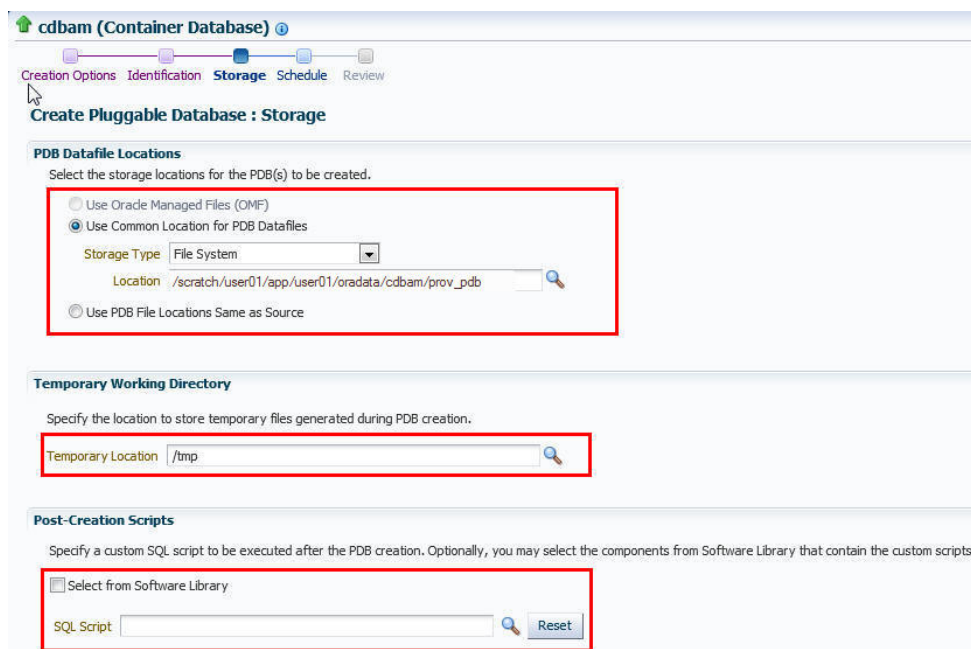 cdbam (Container Database)
Creation Options Identification Storage Schedule Review
Create Pluggable Database : Storage
PDB Datafile Locations
Select the storage locations for the PDB(s) to be created.
Use Oracle Managed Files (OMF)
Use Common Location for PDB Datafiles
Storage Type File System
Location /scratch/user01/app/user01/oradata/cdbam/prov_pdb
Use PDB File Locations Same as Source
Temporary Working Directory
Specify the location to store temporary files generated during PDB creation.
Temporary Location /tmp
Post-Creation Scripts
Specify a custom SQL script to be executed after the PDB creation. Optionally, you may select the components from Software Library that contain the custom scripts
Select from Software Library
SQL Script Reset